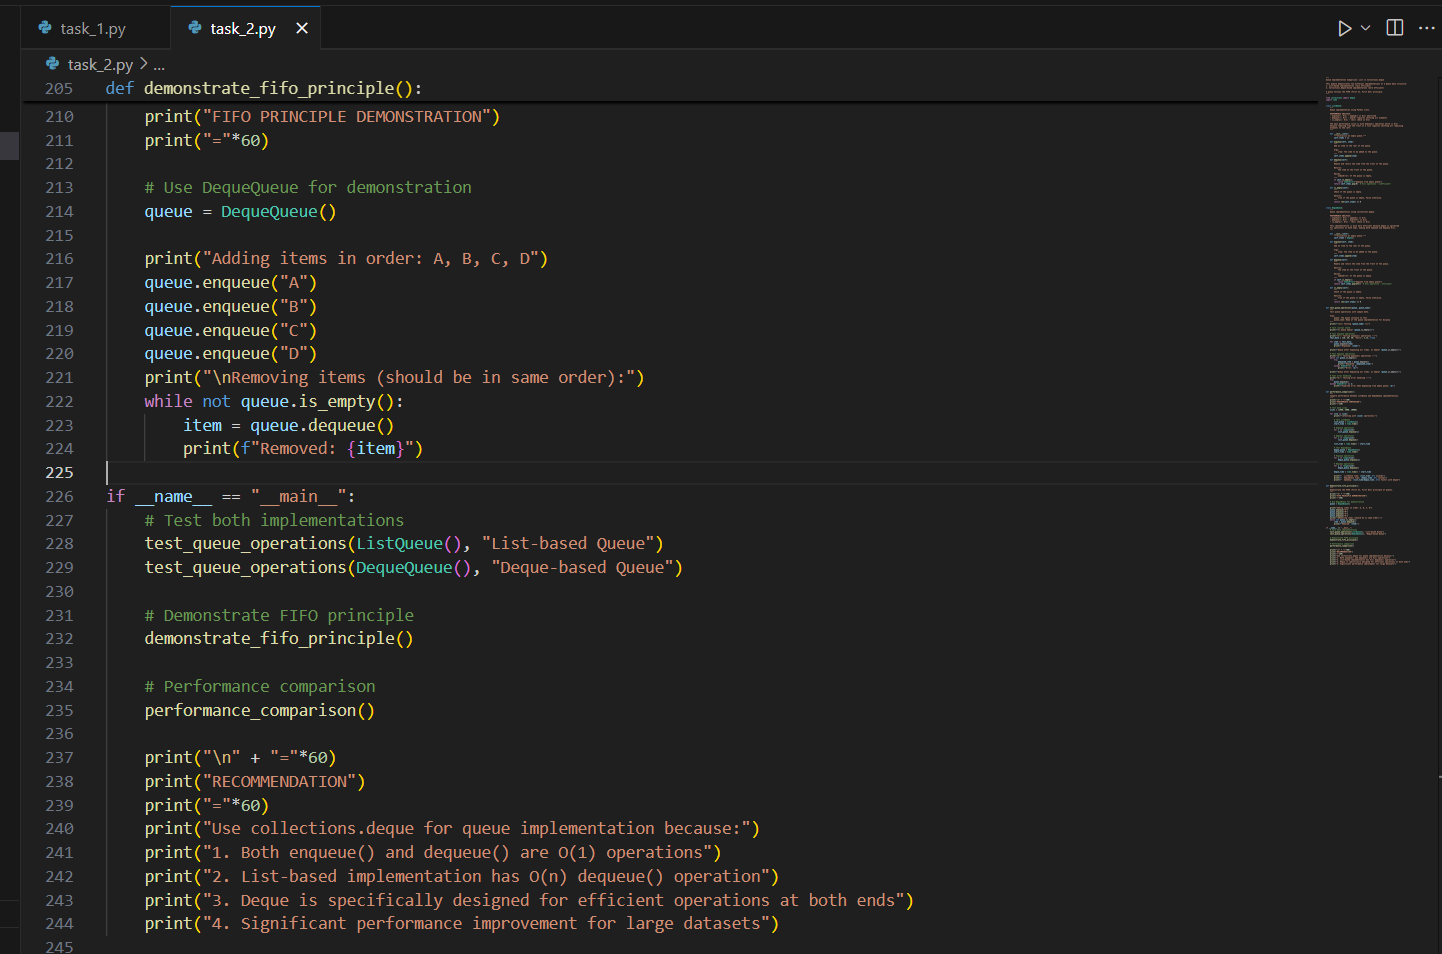 task_1.py
task_2.py
task_2.py > ...
205 def demonstrate_fifo_principle():
210     print("FIFO PRINCIPLE DEMONSTRATION")
211     print("="*60)
212
213     # Use DequeQueue for demonstration
214     queue = DequeQueue()
215
216     print("Adding items in order: A, B, C, D")
217     queue.enqueue("A")
218     queue.enqueue("B")
219     queue.enqueue("C")
220     queue.enqueue("D")
221     print("\nRemoving items (should be in same order):")
222     while not queue.is_empty():
223         item = queue.dequeue()
224         print(f"Removed: {item}")
225
226 if __name__ == "__main__":
227     # Test both implementations
228     test_queue_operations(ListQueue(), "List-based Queue")
229     test_queue_operations(DequeQueue(), "Deque-based Queue")
230
231     # Demonstrate FIFO principle
232     demonstrate_fifo_principle()
233
234     # Performance comparison
235     performance_comparison()
236
237     print("\n" + "="*60)
238     print("RECOMMENDATION")
239     print("="*60)
240     print("Use collections.deque for queue implementation because:")
241     print("1. Both enqueue() and dequeue() are O(1) operations")
242     print("2. List-based implementation has O(n) dequeue() operation")
243     print("3. Deque is specifically designed for efficient operations at both ends")
244     print("4. Significant performance improvement for large datasets")
245